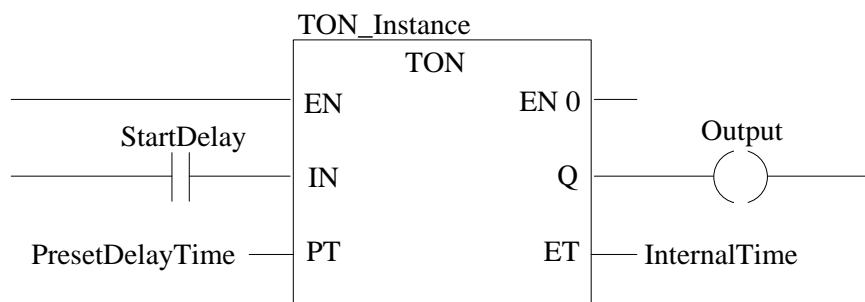 TON_Instance
TON
EN EN 0
StartDelay Output
IN Q
PresetDelayTime PT ET InternalTime